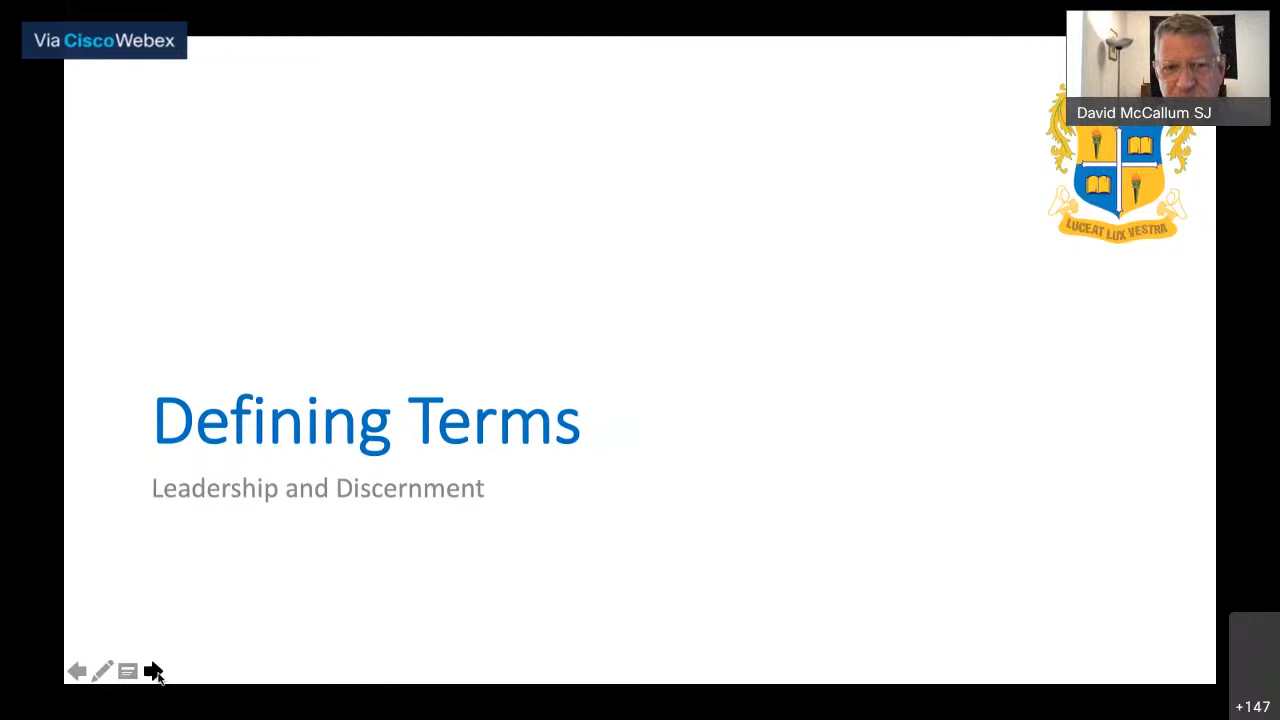 Via CiscoWebex
David McCallum SJ
LUCEAT LUX VESTRA
Defining Terms
Leadership and Discernment
+147